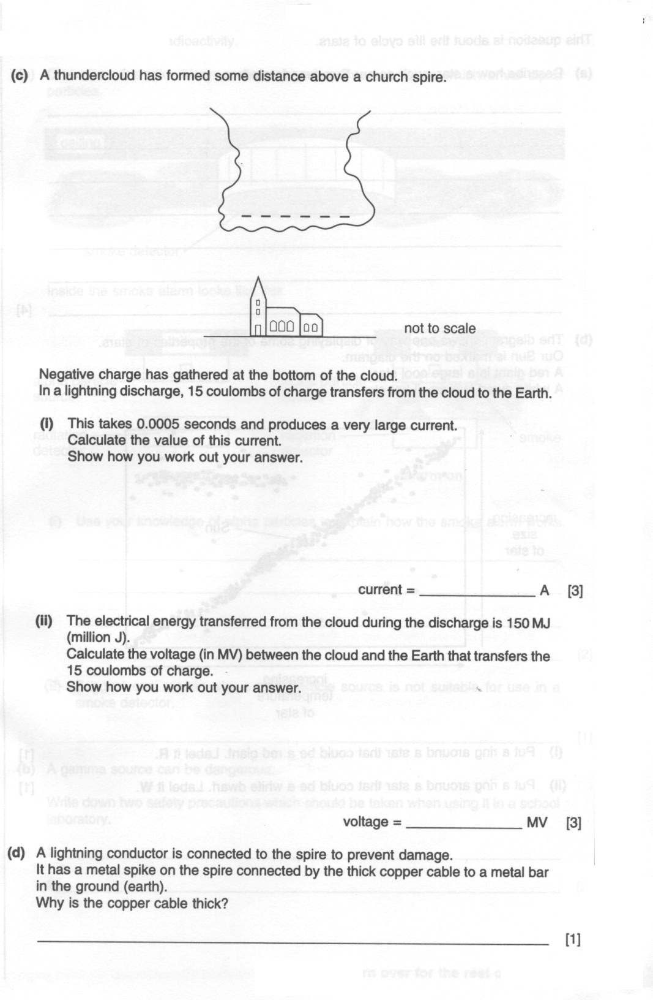 (c) A thundercloud has formed some distance above a church spire.
not to scale
Negative charge has gathered at the bottom of the cloud.
In a lightning discharge, 15 coulombs of charge transfers from the cloud to the Earth.
(i) This takes 0.0005 seconds and produces a very large current.
Calculate the value of this current.
Show how you work out your answer.
current = ______________ A [3]
(ii) The electrical energy transferred from the cloud during the discharge is 150 MJ
(million J).
Calculate the voltage (in MV) between the cloud and the Earth that transfers the
15 coulombs of charge.
Show how you work out your answer.
voltage = ______________ MV [3]
(d) A lightning conductor is connected to the spire to prevent damage.
It has a metal spike on the spire connected by the thick copper cable to a metal bar
in the ground (earth).
Why is the copper cable thick?
[1]